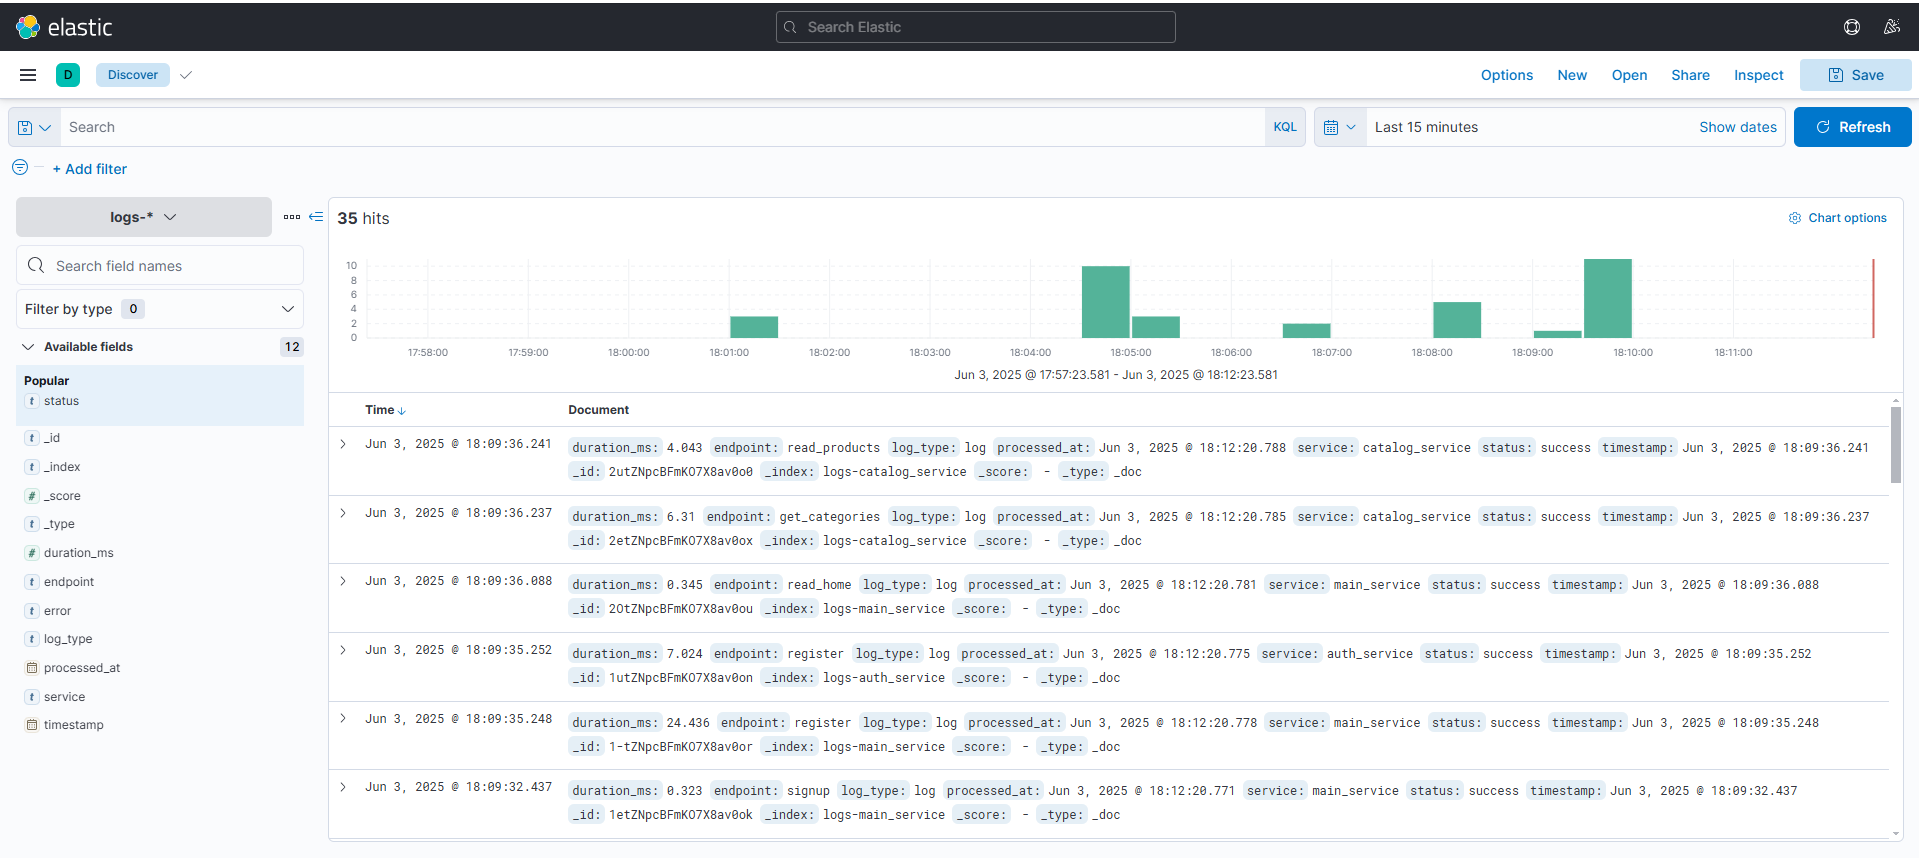 elastic
Search Elastic
D Discover
Options New Open Share Inspect Save
Search
KQL
Last 15 minutes
Show dates
Refresh
+ Add filter
logs-*
Search field names
Filter by type 0
Available fields 12
Popular
t status
t _id
t _index
# _score
t _type
# duration_ms
t endpoint
t error
t log_type
processed_at
t service
timestamp
35 hits
Chart options
10
8
6
4
2
0
17:58:00 17:59:00 18:00:00 18:01:00 18:02:00 18:03:00 18:04:00 18:05:00 18:06:00 18:07:00 18:08:00 18:09:00 18:10:00 18:11:00
Jun 3, 2025 @ 17:57:23.581 - Jun 3, 2025 @ 18:12:23.581
Time Document
Jun 3, 2025 @ 18:09:36.241 duration_ms: 4.043 endpoint: read_products log_type: log processed_at: Jun 3, 2025 @ 18:12:20.788 service: catalog_service status: success timestamp: Jun 3, 2025 @ 18:09:36.241
_id: 2utZNpcBFmKO7X8av0o0 _index: logs-catalog_service _score: - _type: _doc
Jun 3, 2025 @ 18:09:36.237 duration_ms: 6.31 endpoint: get_categories log_type: log processed_at: Jun 3, 2025 @ 18:12:20.785 service: catalog_service status: success timestamp: Jun 3, 2025 @ 18:09:36.237
_id: 2etZNpcBFmKO7X8av0ox _index: logs-catalog_service _score: - _type: _doc
Jun 3, 2025 @ 18:09:36.088 duration_ms: 0.345 endpoint: read_home log_type: log processed_at: Jun 3, 2025 @ 18:12:20.781 service: main_service status: success timestamp: Jun 3, 2025 @ 18:09:36.088
_id: 2OtZNpcBFmKO7X8av0ou _index: logs-main_service _score: - _type: _doc
Jun 3, 2025 @ 18:09:35.252 duration_ms: 7.024 endpoint: register log_type: log processed_at: Jun 3, 2025 @ 18:12:20.775 service: auth_service status: success timestamp: Jun 3, 2025 @ 18:09:35.252
_id: 1utZNpcBFmKO7X8av0on _index: logs-auth_service _score: - _type: _doc
Jun 3, 2025 @ 18:09:35.248 duration_ms: 24.436 endpoint: register log_type: log processed_at: Jun 3, 2025 @ 18:12:20.778 service: main_service status: success timestamp: Jun 3, 2025 @ 18:09:35.248
_id: 1-tZNpcBFmKO7X8av0or _index: logs-main_service _score: - _type: _doc
Jun 3, 2025 @ 18:09:32.437 duration_ms: 0.323 endpoint: signup log_type: log processed_at: Jun 3, 2025 @ 18:12:20.771 service: main_service status: success timestamp: Jun 3, 2025 @ 18:09:32.437
_id: 1etZNpcBFmKO7X8av0ok _index: logs-main_service _score: - _type: _doc